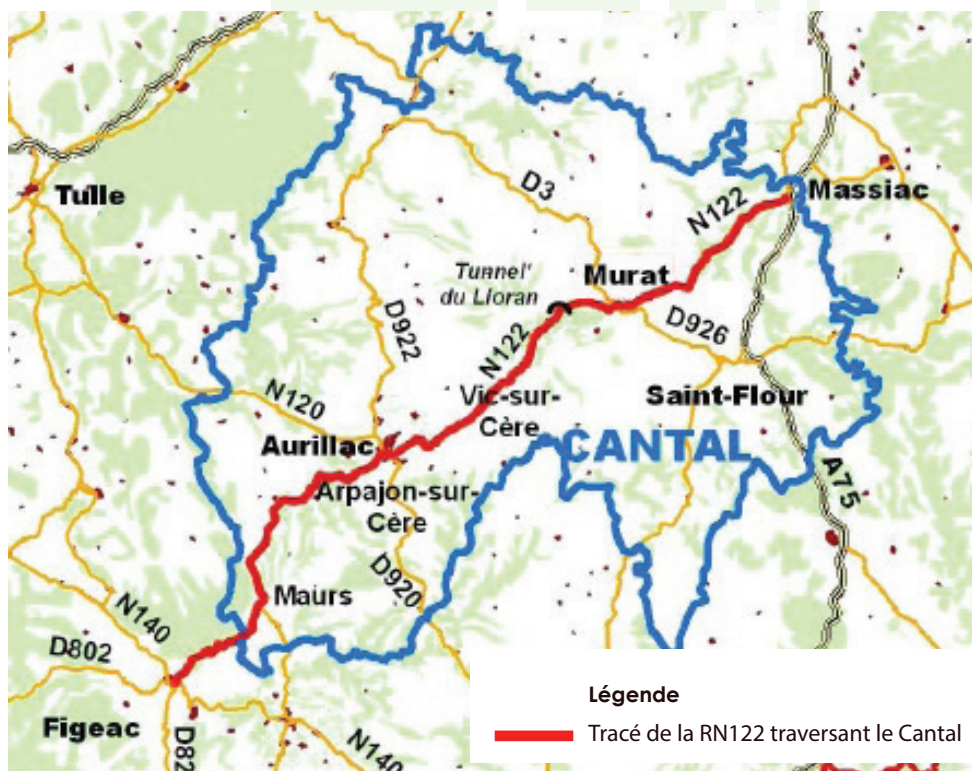 Tulle
D3
N122
Massiac
Tunnel
du Lioran
Murat
D922
N122
D926
Vic-sur-
Cère
Saint-Flour
N120
Aurillac
CANTAL
Arpajon-sur-
Cère
A75
D920
Maurs
N140
D802
Figeac
N140
Légende
Tracé de la RN122 traversant le Cantal